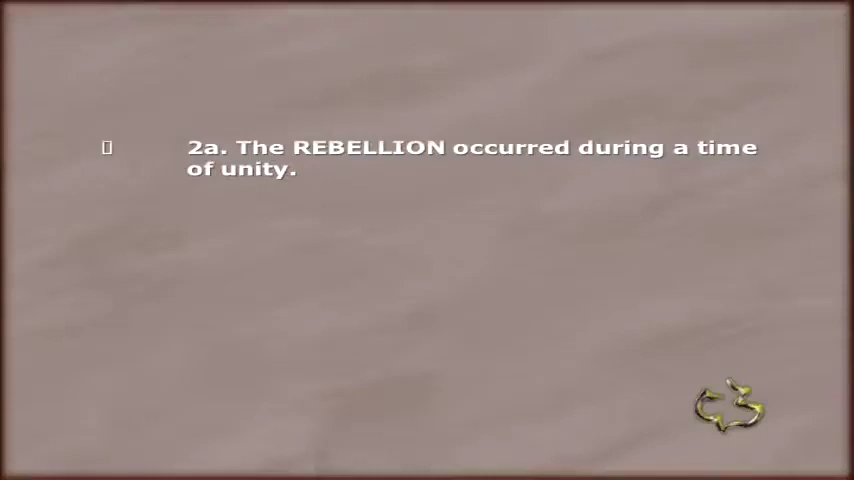 2a. The REBELLION occurred during a time
of unity.